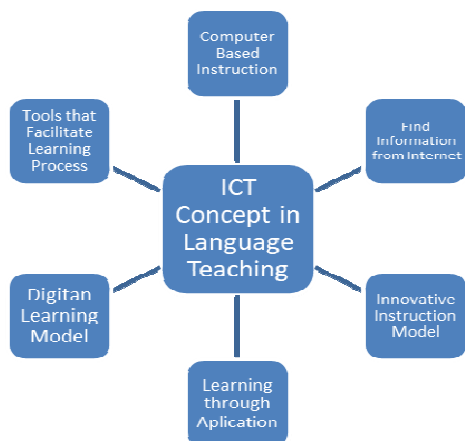 Computer
Based
Instruction
Tools that
Facilitate
Learning
Process
Find
Information
from Internet
ICT
Concept in
Language
Teaching
Digitan
Learning
Model
Innovative
Instruction
Model
Learning
through
Aplication